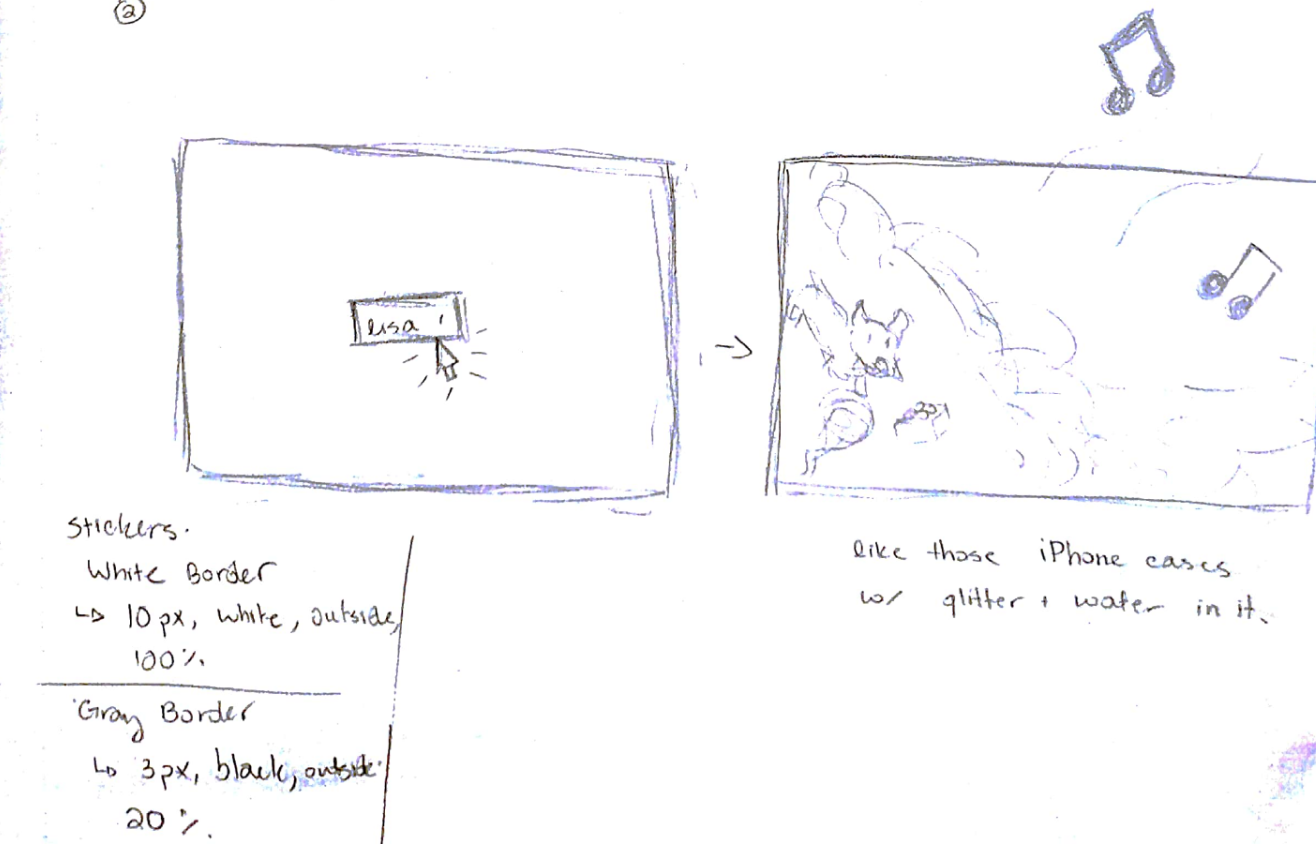 2
lisa
Stickers.
White Border
↳ 10 px, white, outside,
100%.
Gray Border
↳ 3px, black, outside
20%.
like those iPhone cases
w/ glitter + water in it.